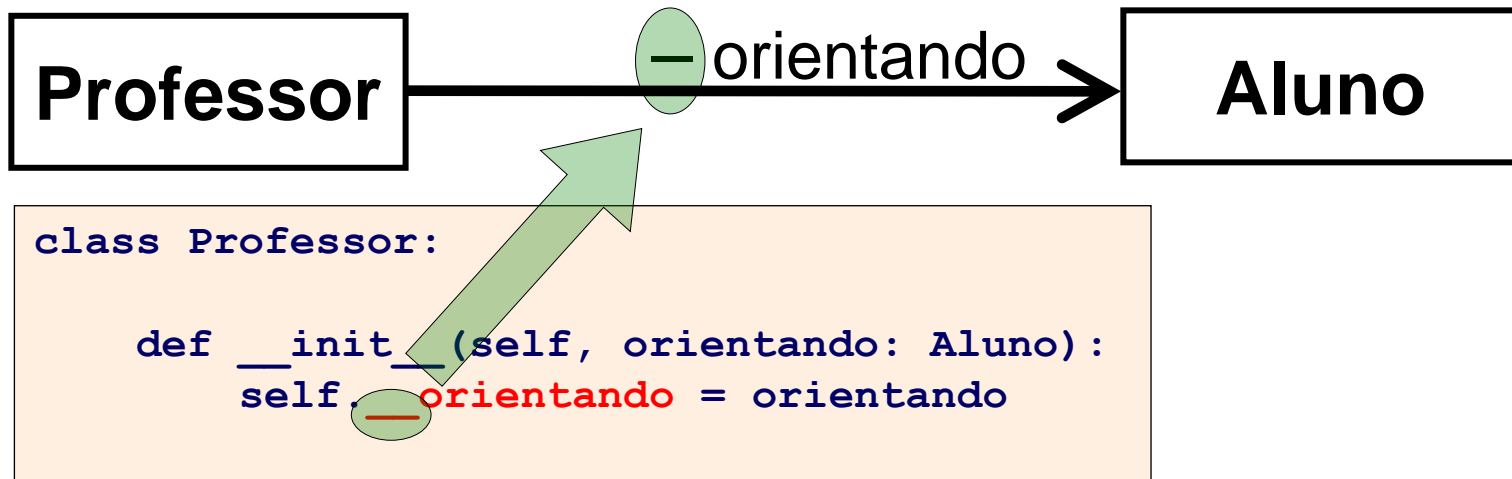 – orientando
Professor
Aluno
class Professor:
def __init__(self, orientando: Aluno):
self.__orientando = orientando